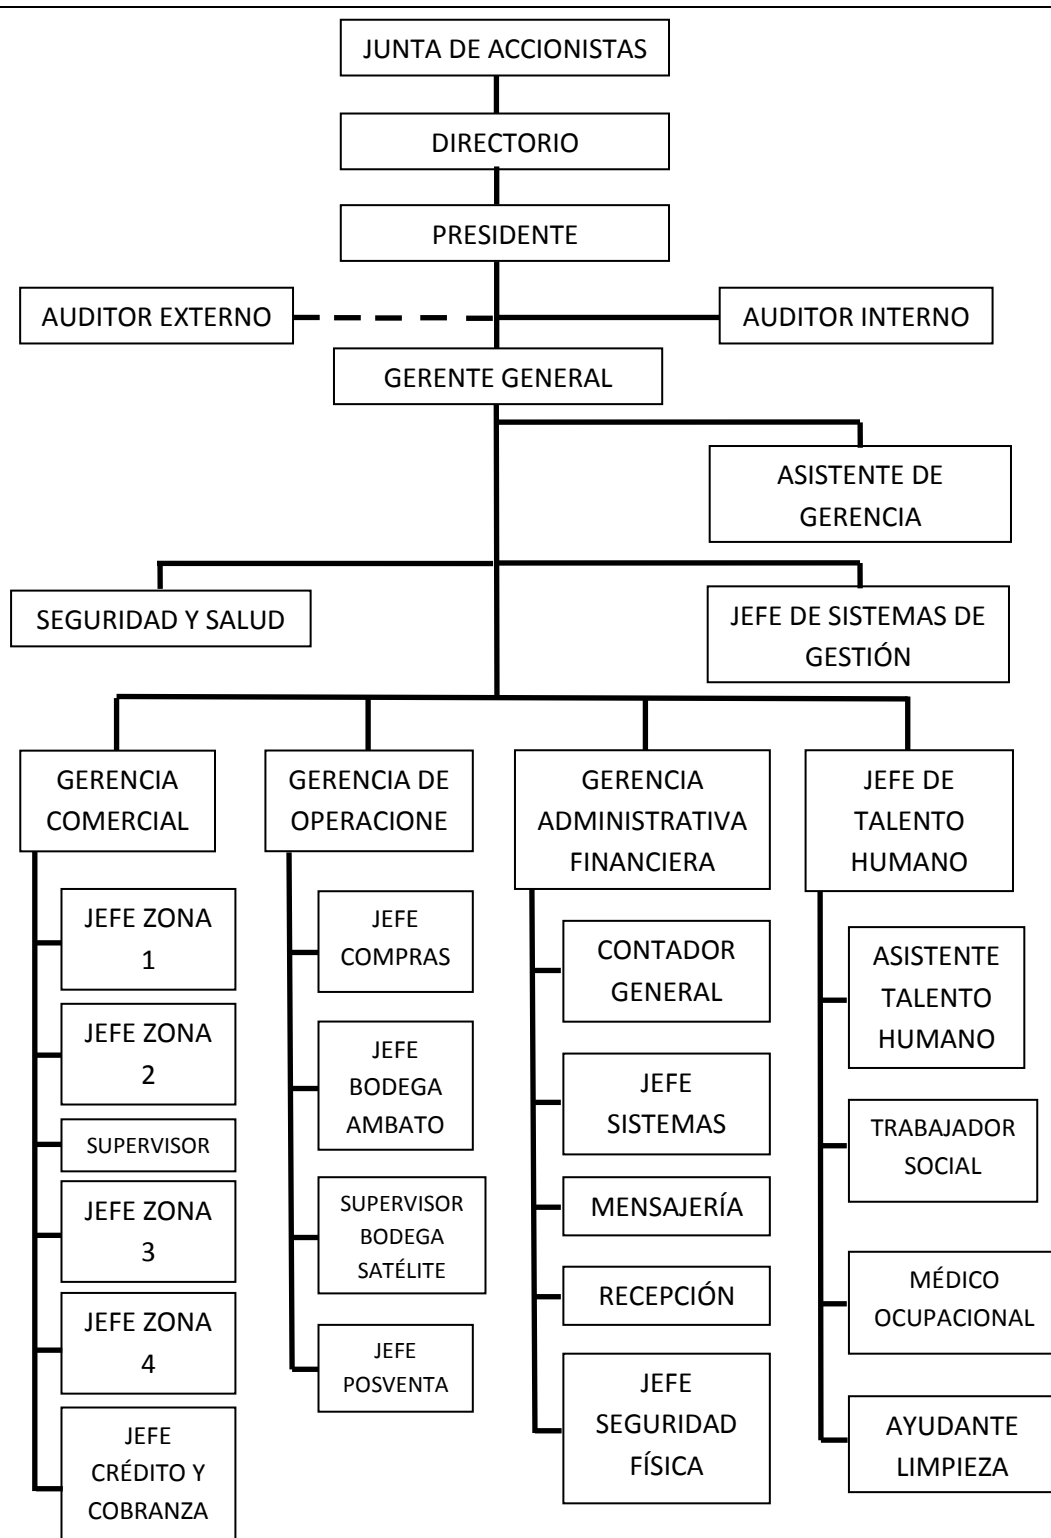 JUNTA DE ACCIONISTAS
DIRECTORIO
PRESIDENTE
AUDITOR EXTERNO
AUDITOR INTERNO
GERENTE GENERAL
ASISTENTE DE
GERENCIA
SEGURIDAD Y SALUD
JEFE DE SISTEMAS DE
GESTIÓN
GERENCIA
COMERCIAL
JEFE ZONA
1
JEFE ZONA
2
SUPERVISOR
JEFE ZONA
3
JEFE ZONA
4
JEFE
CRÉDITO Y
COBRANZA
GERENCIA DE
OPERACIONE
JEFE
COMPRAS
JEFE
BODEGA
AMBATO
SUPERVISOR
BODEGA
SATÉLITE
JEFE
POSVENTA
GERENCIA
ADMINISTRATIVA
FINANCIERA
CONTADOR
GENERAL
JEFE
SISTEMAS
MENSAJERÍA
RECEPCIÓN
JEFE
SEGURIDAD
FÍSICA
JEFE DE
TALENTO
HUMANO
ASISTENTE
TALENTO
HUMANO
TRABAJADOR
SOCIAL
MÉDICO
OCUPACIONAL
AYUDANTE
LIMPIEZA